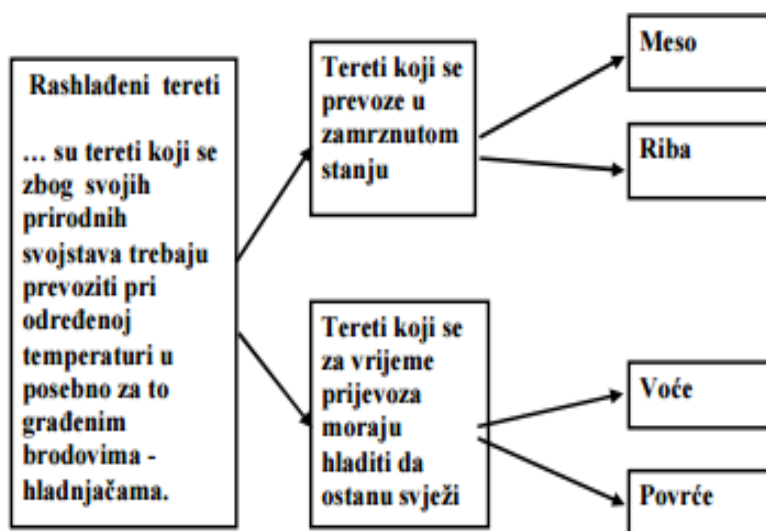 Rashlađeni tereti
... su tereti koji se
zbog svojih
prirodnih
svojstava trebaju
prevoziti pri
određenoj
temperaturi u
posebno za to
građenim
brodovima -
hladnjačama.
Tereti koji se
prevoze u
zamrznutom
stanju
Meso
Riba
Tereti koji se
za vrijeme
prijevoza
moraju
hladiti da
ostanu svježi
Voće
Povrće